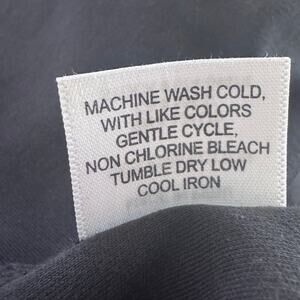 MACHINE WASH COLD,
WITH LIKE COLORS
GENTLE CYCLE,
NON CHLORINE BLEACH
TUMBLE DRY LOW
COOL IRON